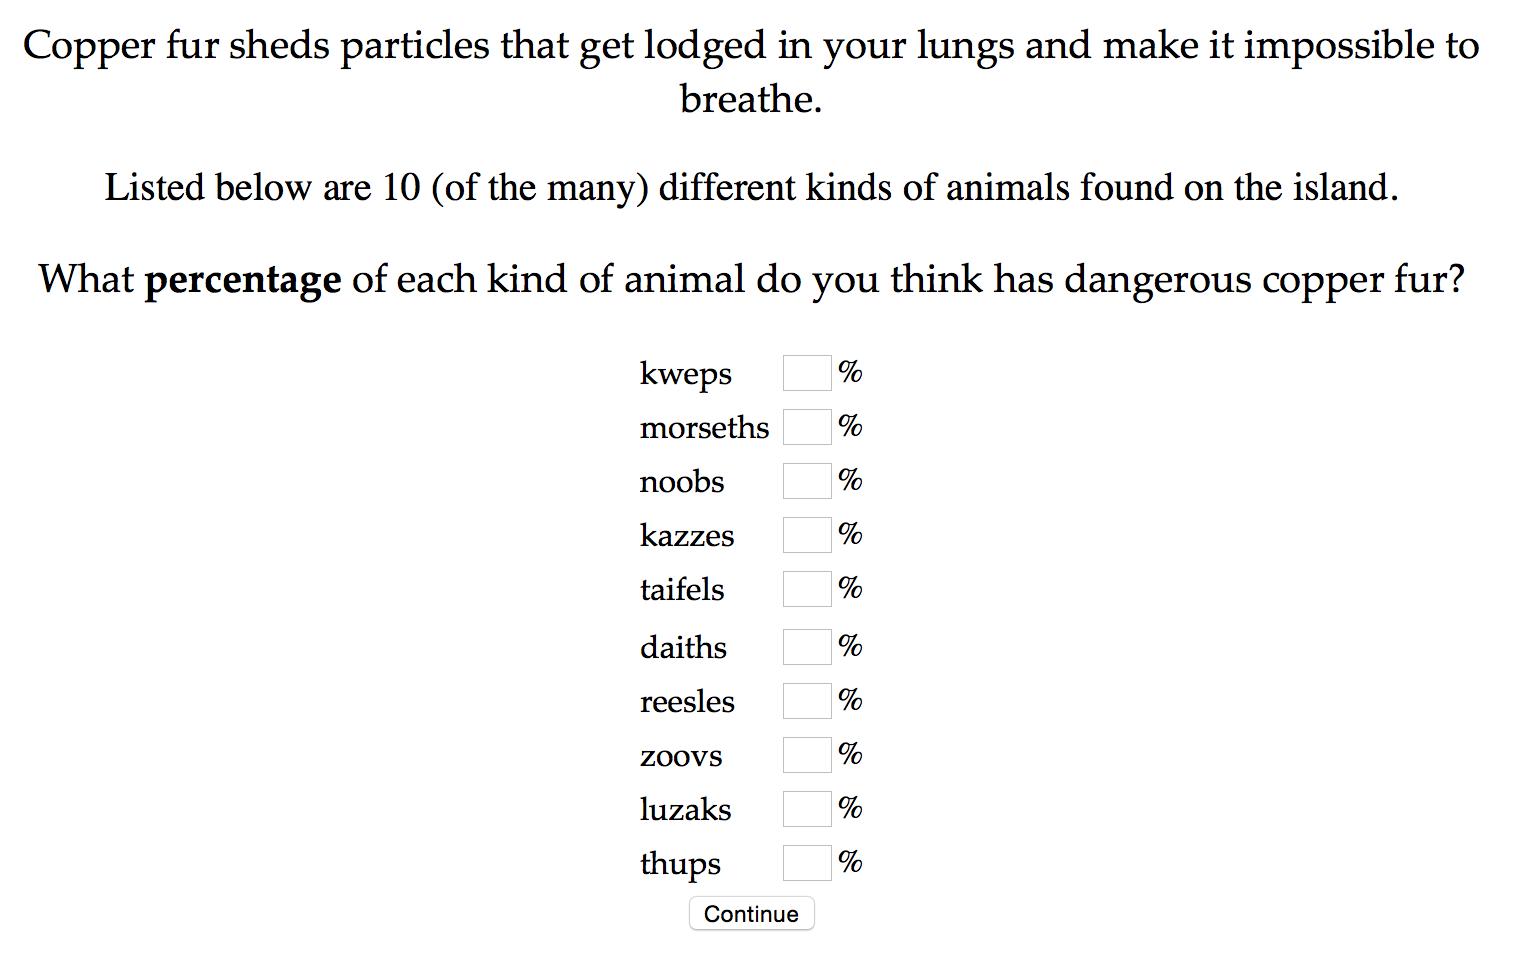 Copper fur sheds particles that get lodged in your lungs and make it impossible to
breathe.
Listed below are 10 (of the many) different kinds of animals found on the island.
What percentage of each kind of animal do you think has dangerous copper fur?
kweps %
morseths %
noobs %
kazzes %
taifels %
daiths %
reesles %
zoovs %
luzaks %
thups %
Continue